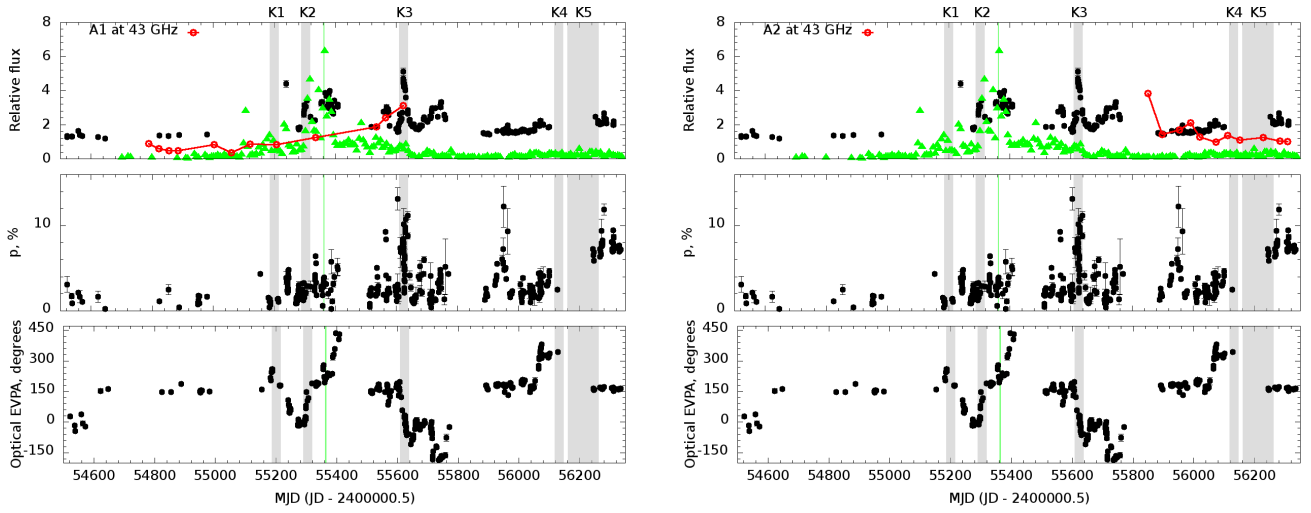 K1 K2 K3 K4 K5
A1 at 43 GHz
Relative flux
8
6
4
2
0
p, %
10
0
Optical EVPA, degrees
450
300
150
0
-150
54600 54800 55000 55200 55400 55600 55800 56000 56200
MJD (JD - 2400000.5)
K1 K2 K3 K4 K5
A2 at 43 GHz
Relative flux
8
6
4
2
0
p, %
10
0
Optical EVPA, degrees
450
300
150
0
-150
54600 54800 55000 55200 55400 55600 55800 56000 56200
MJD (JD - 2400000.5)